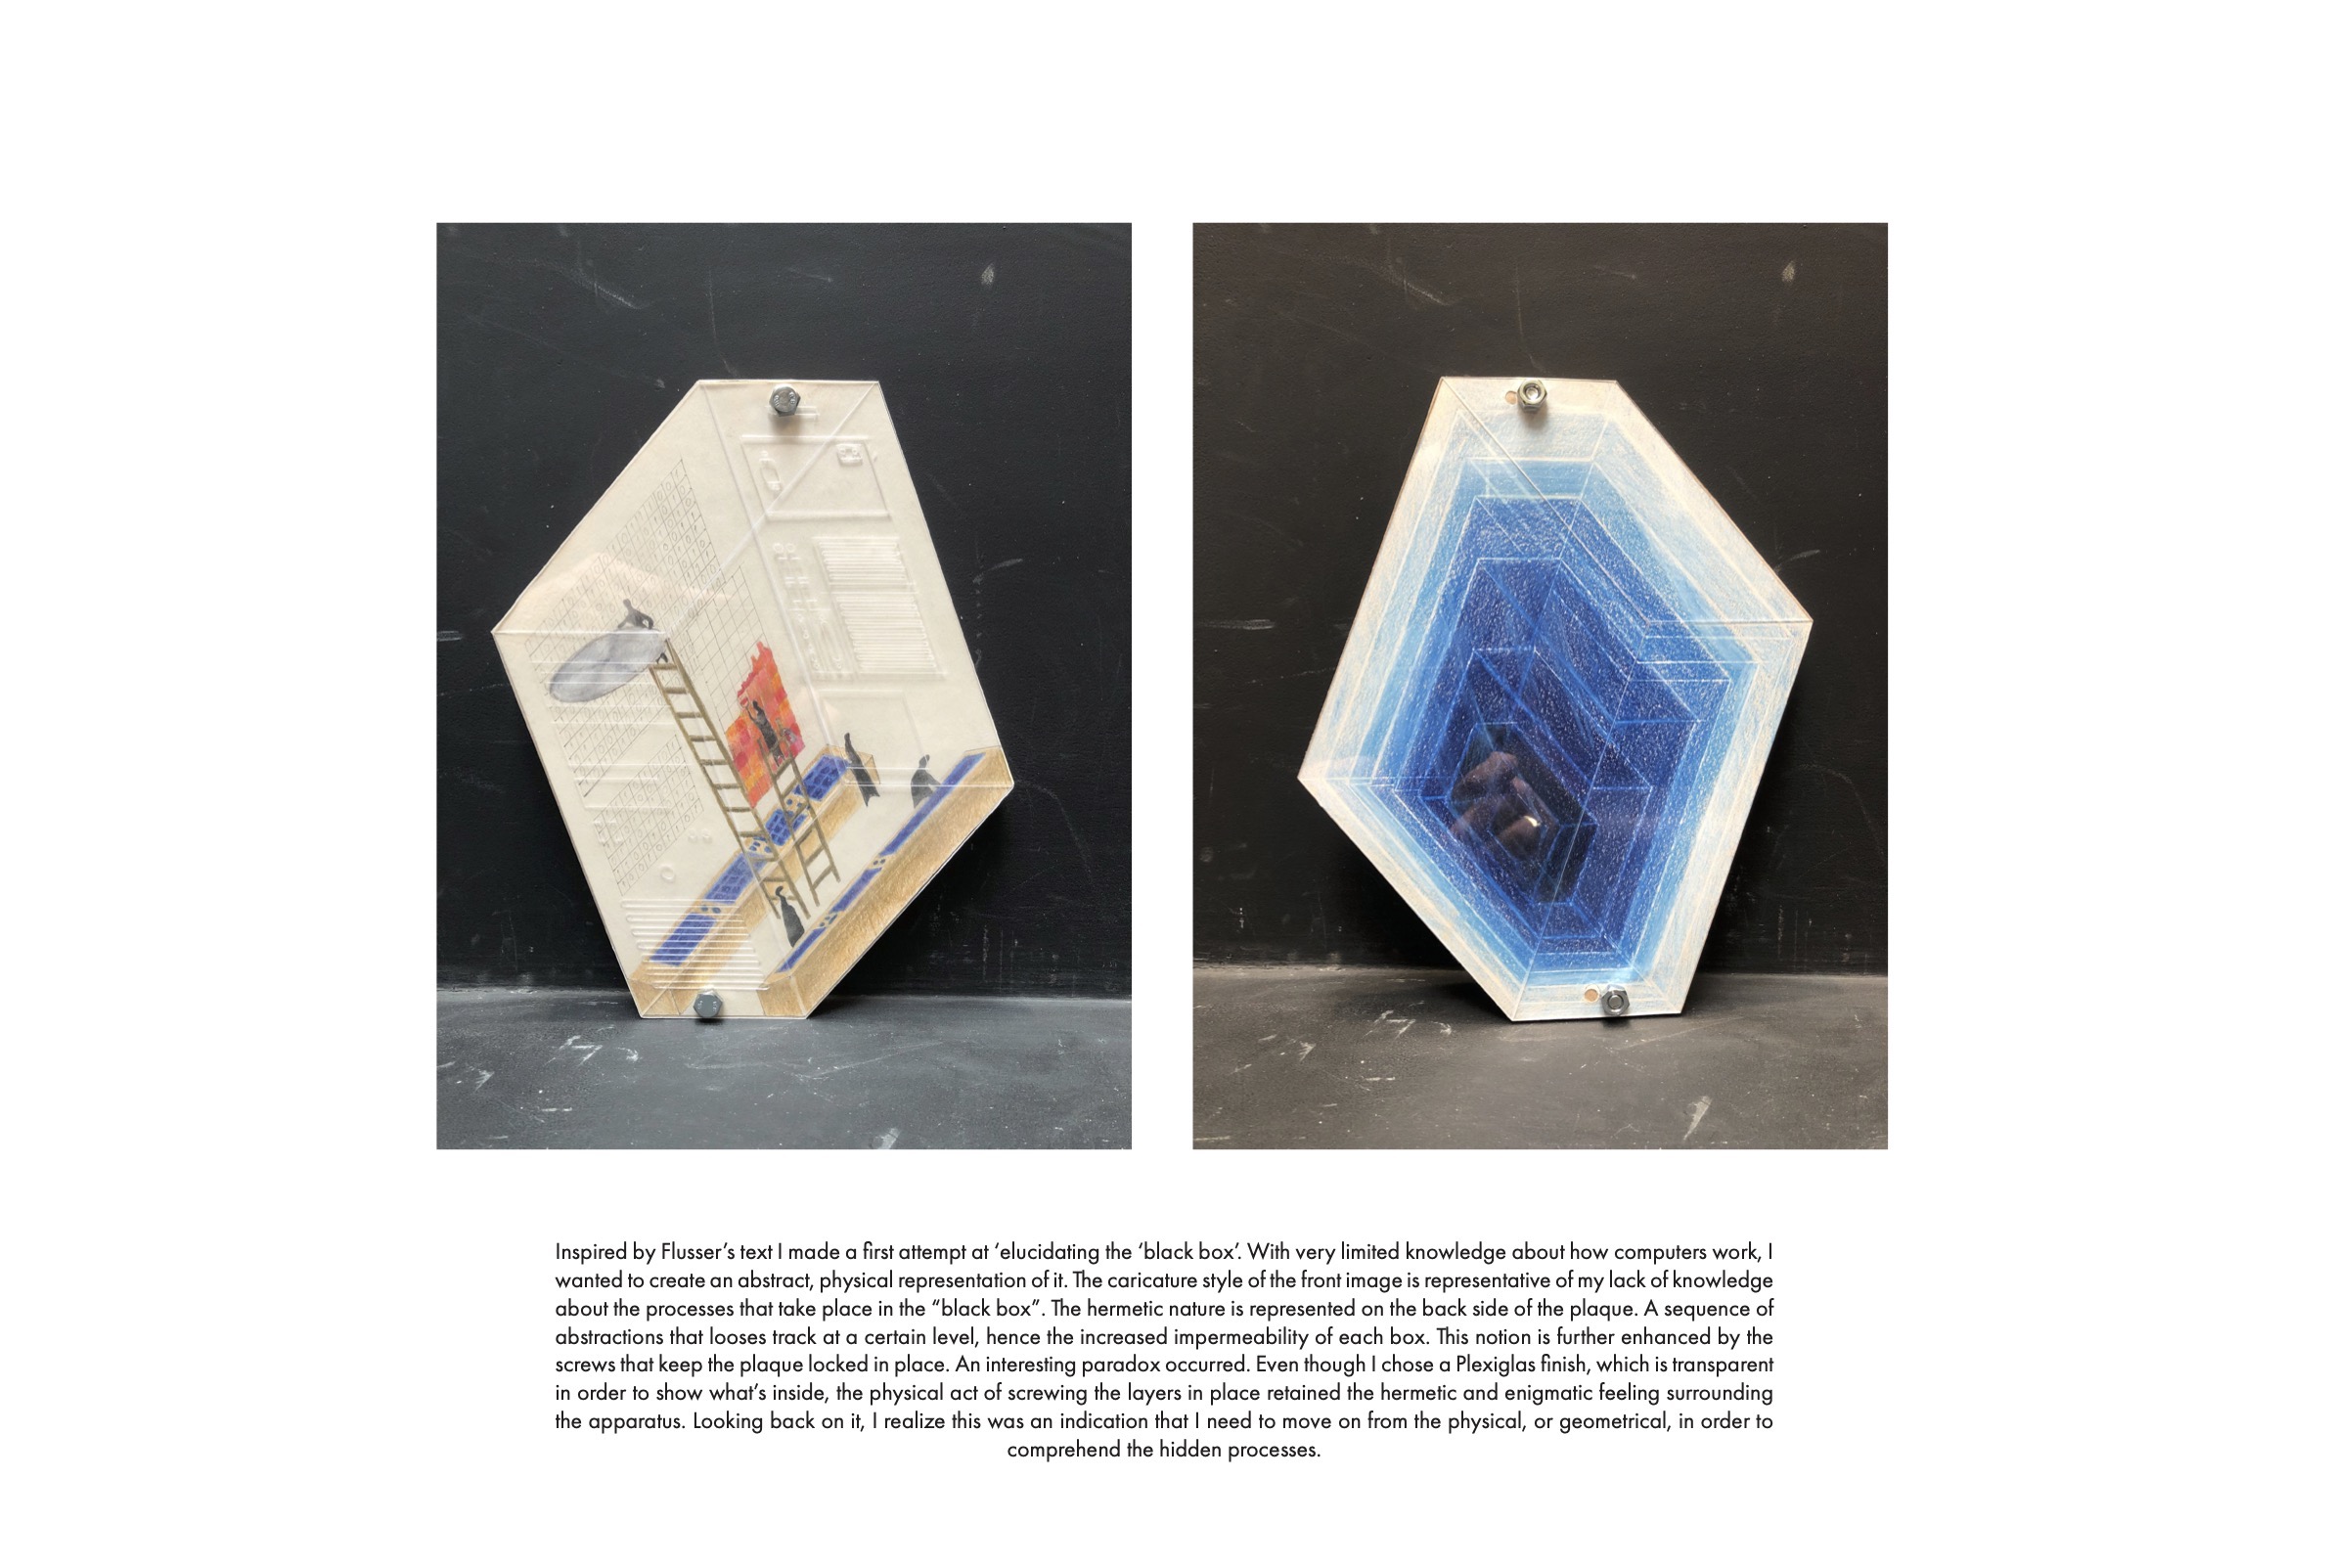 Inspired by Flusser’s text I made a first attempt at ‘elucidating the ‘black box’. With very limited knowledge about how computers work, I
wanted to create an abstract, physical representation of it. The caricature style of the front image is representative of my lack of knowledge
about the processes that take place in the “black box”. The hermetic nature is represented on the back side of the plaque. A sequence of
abstractions that looses track at a certain level, hence the increased impermeability of each box. This notion is further enhanced by the
screws that keep the plaque locked in place. An interesting paradox occurred. Even though I chose a Plexiglas finish, which is transparent
in order to show what’s inside, the physical act of screwing the layers in place retained the hermetic and enigmatic feeling surrounding
the apparatus. Looking back on it, I realize this was an indication that I need to move on from the physical, or geometrical, in order to
comprehend the hidden processes.